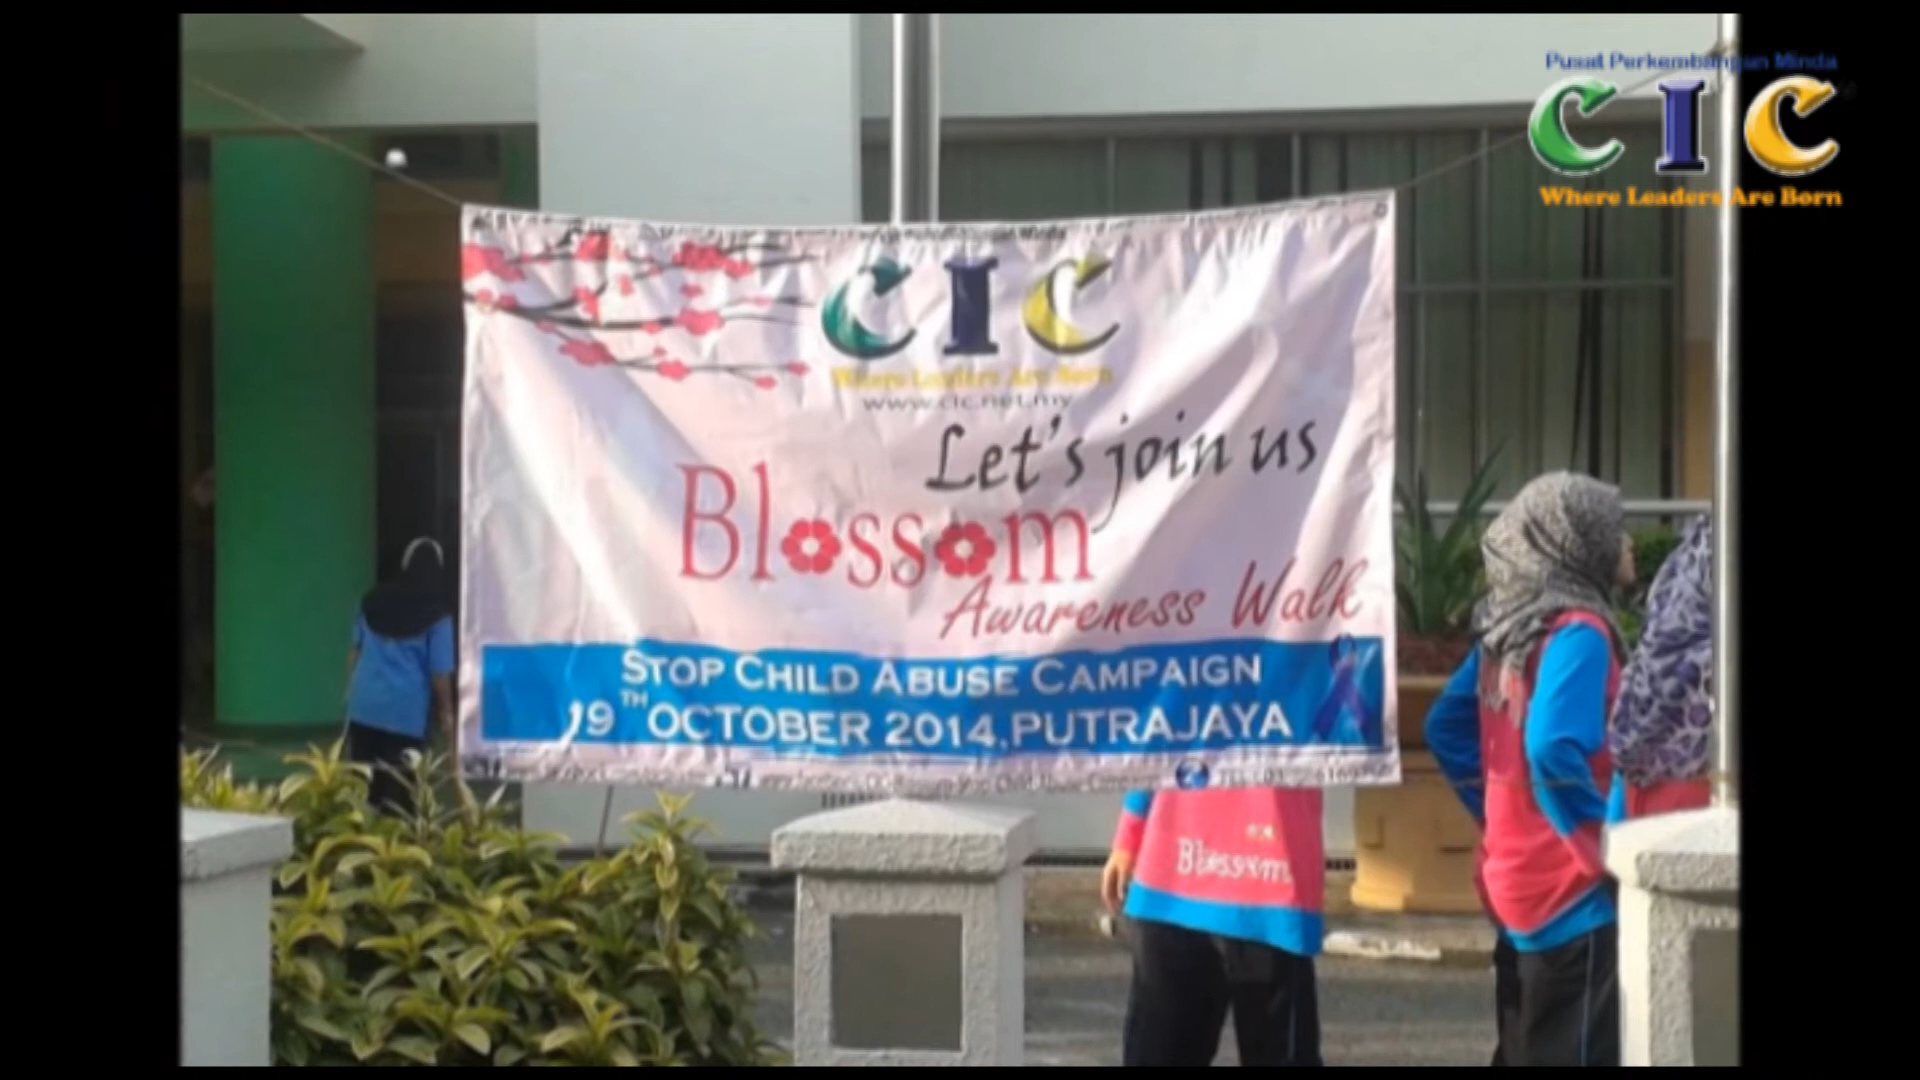 Pusat Perkembangan Minda
CIC
Where Leaders Are Born
CIC
Where Leaders Are Born
www.cic.net.my
Let's join us
Blossom
Awareness Walk
STOP CHILD ABUSE CAMPAIGN
19TH OCTOBER 2014, PUTRAJAYA
Blossom